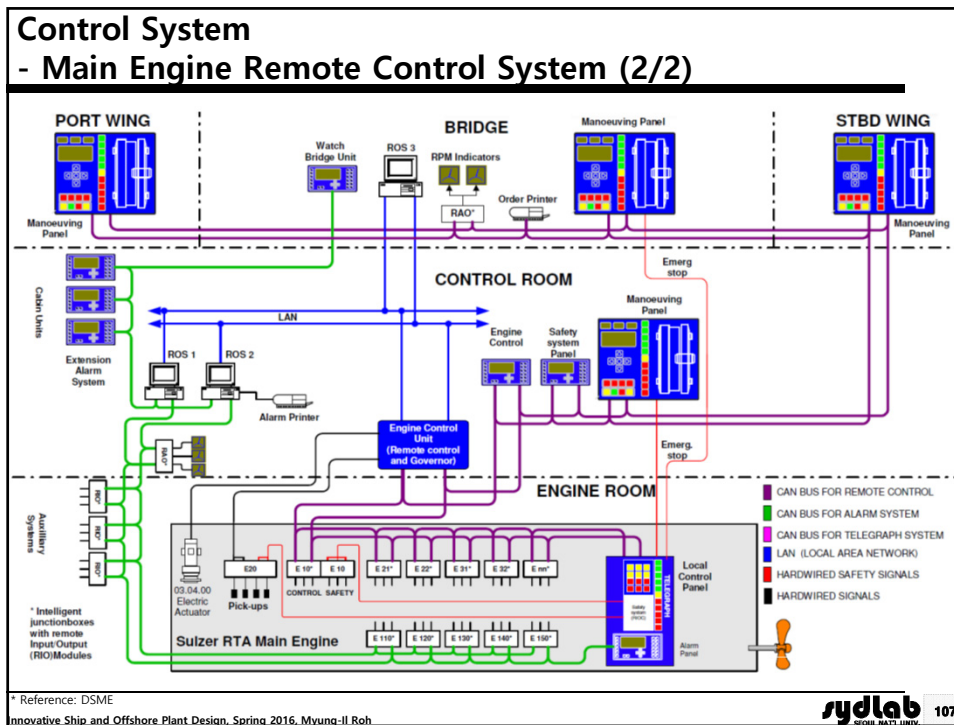 Control System
- Main Engine Remote Control System (2/2)
PORT WING
BRIDGE
STBD WING
Manoeuving Panel
Watch
Bridge Unit
ROS 3
RPM Indicators
RAO*
Order Printer
Manoeuving
Panel
Manoeuving
Panel
Emerg
stop
CONTROL ROOM
Cabin Units
LAN
Manoeuving
Panel
Engine
Control
Safety
system
Panel
Extension
Alarm
System
ROS 1
ROS 2
Alarm Printer
Engine Control
Unit
(Remote control
and Governor)
RAO*
Emerg.
stop
ENGINE ROOM
Auxilliary
Systems
RIO*
RIO*
RIO*
CAN BUS FOR REMOTE CONTROL
CAN BUS FOR ALARM SYSTEM
CAN BUS FOR TELEGRAPH SYSTEM
LAN (LOCAL AREA NETWORK)
HARDWIRED SAFETY SIGNALS
HARDWIRED SIGNALS
03.04.00
Electric
Actuator
E20
Pick-ups
E 10*
E 10
CONTROL
SAFETY
E 21*
E 22*
E 31*
E 32*
E nn*
TELEGRAPH
Local
Control
Panel
Safety
system
(RIOC)
Alarm
Panel
* Intelligent
junctionboxes
with remote
Input/Output
(RIO)Modules
Sulzer RTA Main Engine
E 110*
E 120*
E 130*
E 140*
E 150*
* Reference: DSME
Innovative Ship and Offshore Plant Design, Spring 2016, Myung-Il Roh
sydlab
SEOUL NAT'L UNIV.
107